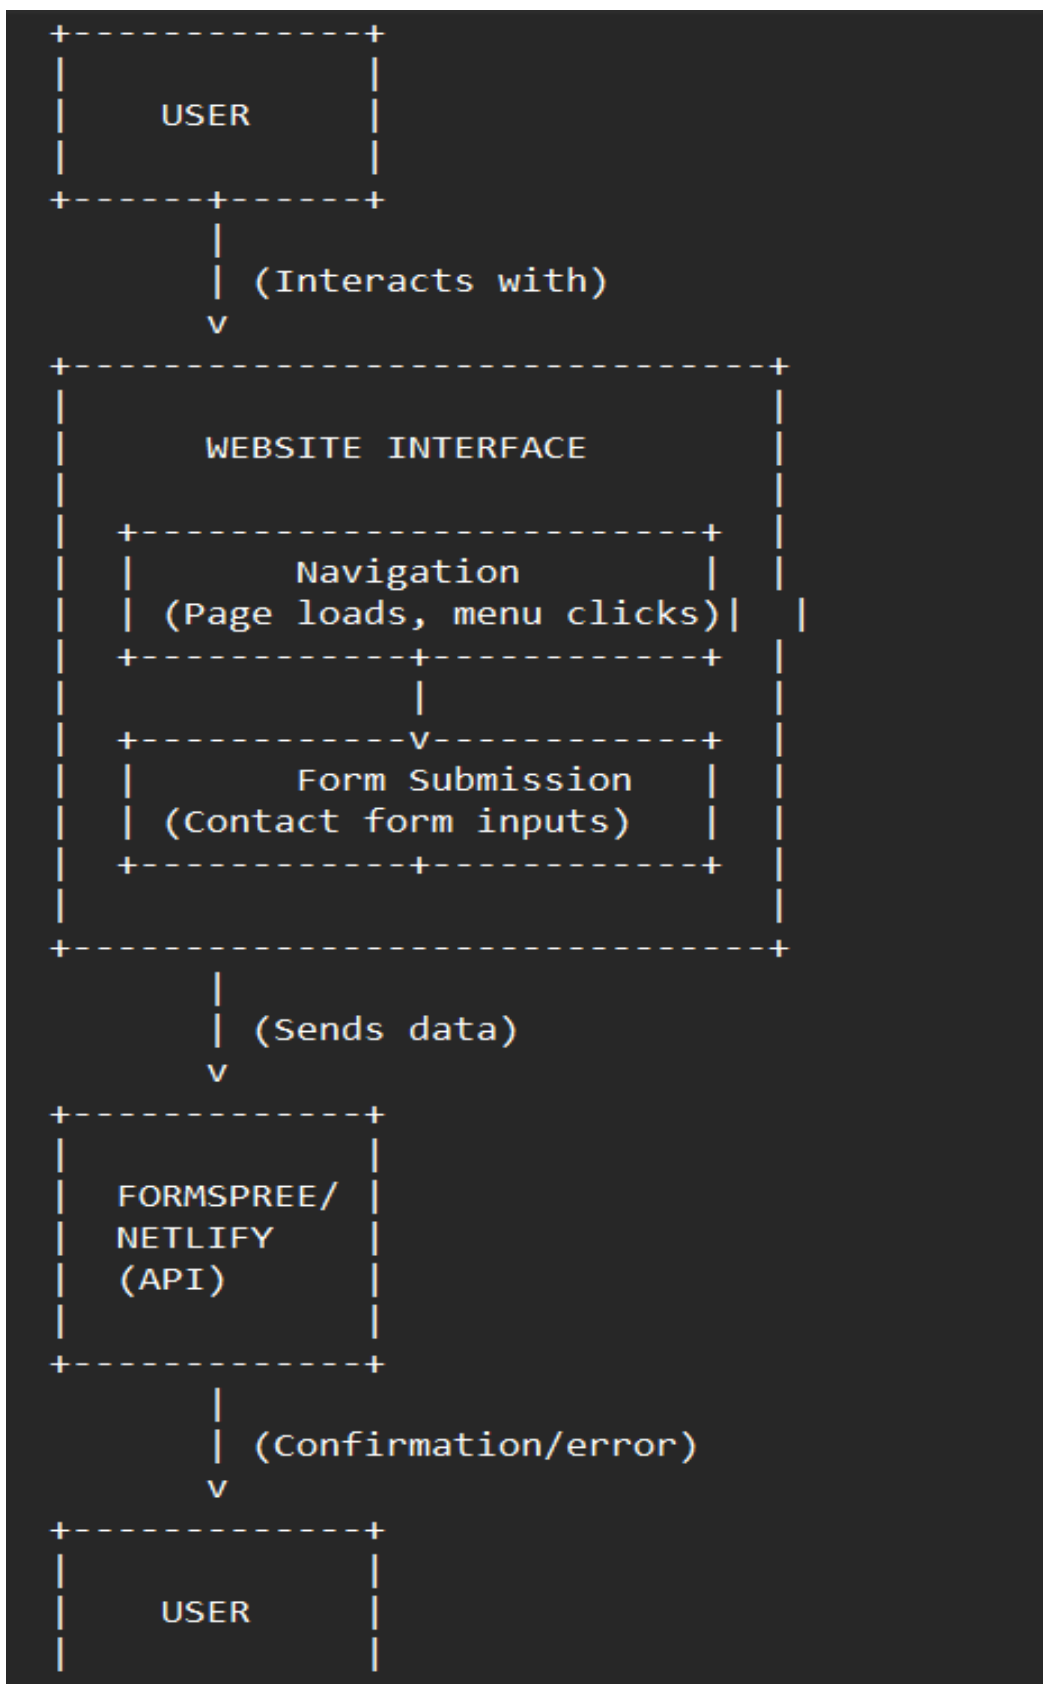 +-------------+
|             |
|    USER     |
|             |
+------+------+
       |
       | (Interacts with)
       v
+-------------------------------+
|                               |
|      WEBSITE INTERFACE        |
|                               |
|  +-------------------------+  |
|  |       Navigation        |  |
|  | (Page loads, menu clicks)|  |
|  +------------+------------+  |
|               |               |
|  +------------v------------+  |
|  |       Form Submission   |  |
|  | (Contact form inputs)   |  |
|  +------------+------------+  |
|                               |
+-------------------------------+
       |
       | (Sends data)
       v
+-------------+
|             |
|  FORMSPREE/ |
|  NETLIFY    |
|  (API)      |
|             |
+-------------+
       |
       | (Confirmation/error)
       v
+-------------+
|             |
|    USER     |
|             |